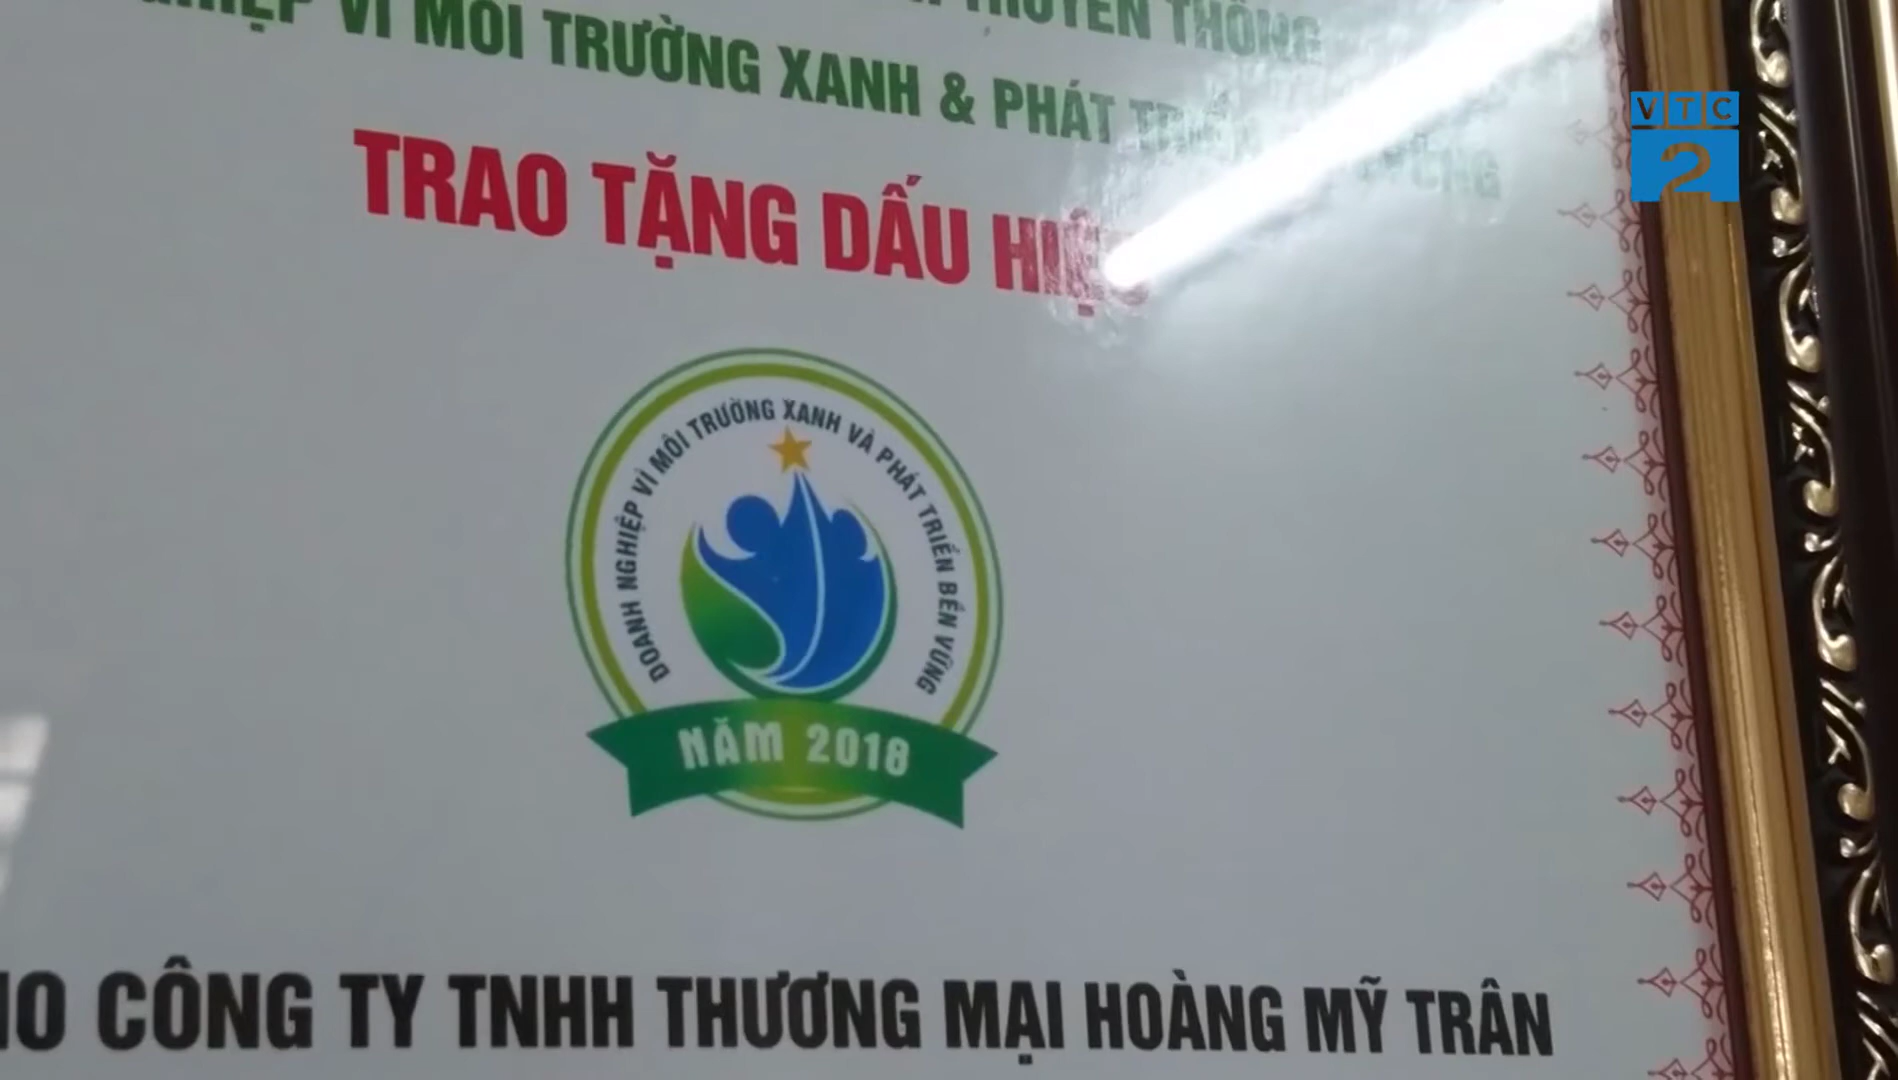 TRUYỀN THÔNG
VÌ MÔI TRƯỜNG XANH & PHÁT
TRAO TẶNG DẤU HIỆU
VTC
2
DOANH NGHIỆP VÌ MÔI TRƯỜNG XANH VÀ PHÁT TRIỂN BỀN VỮNG
NĂM 2018
CÔNG TY TNHH THƯƠNG MẠI HOÀNG MỸ TRÂN